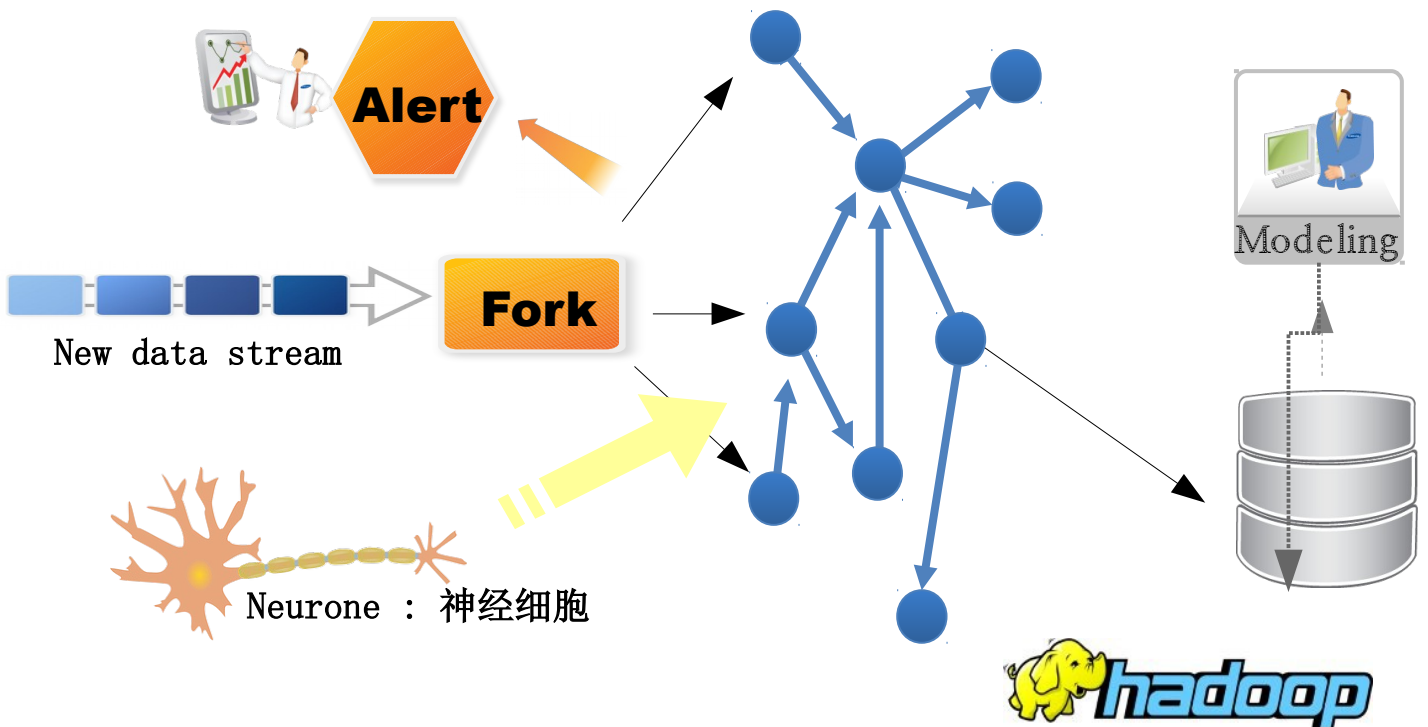 Alert
Modeling
Fork
New data stream
Neurone : 神经细胞
hadoop